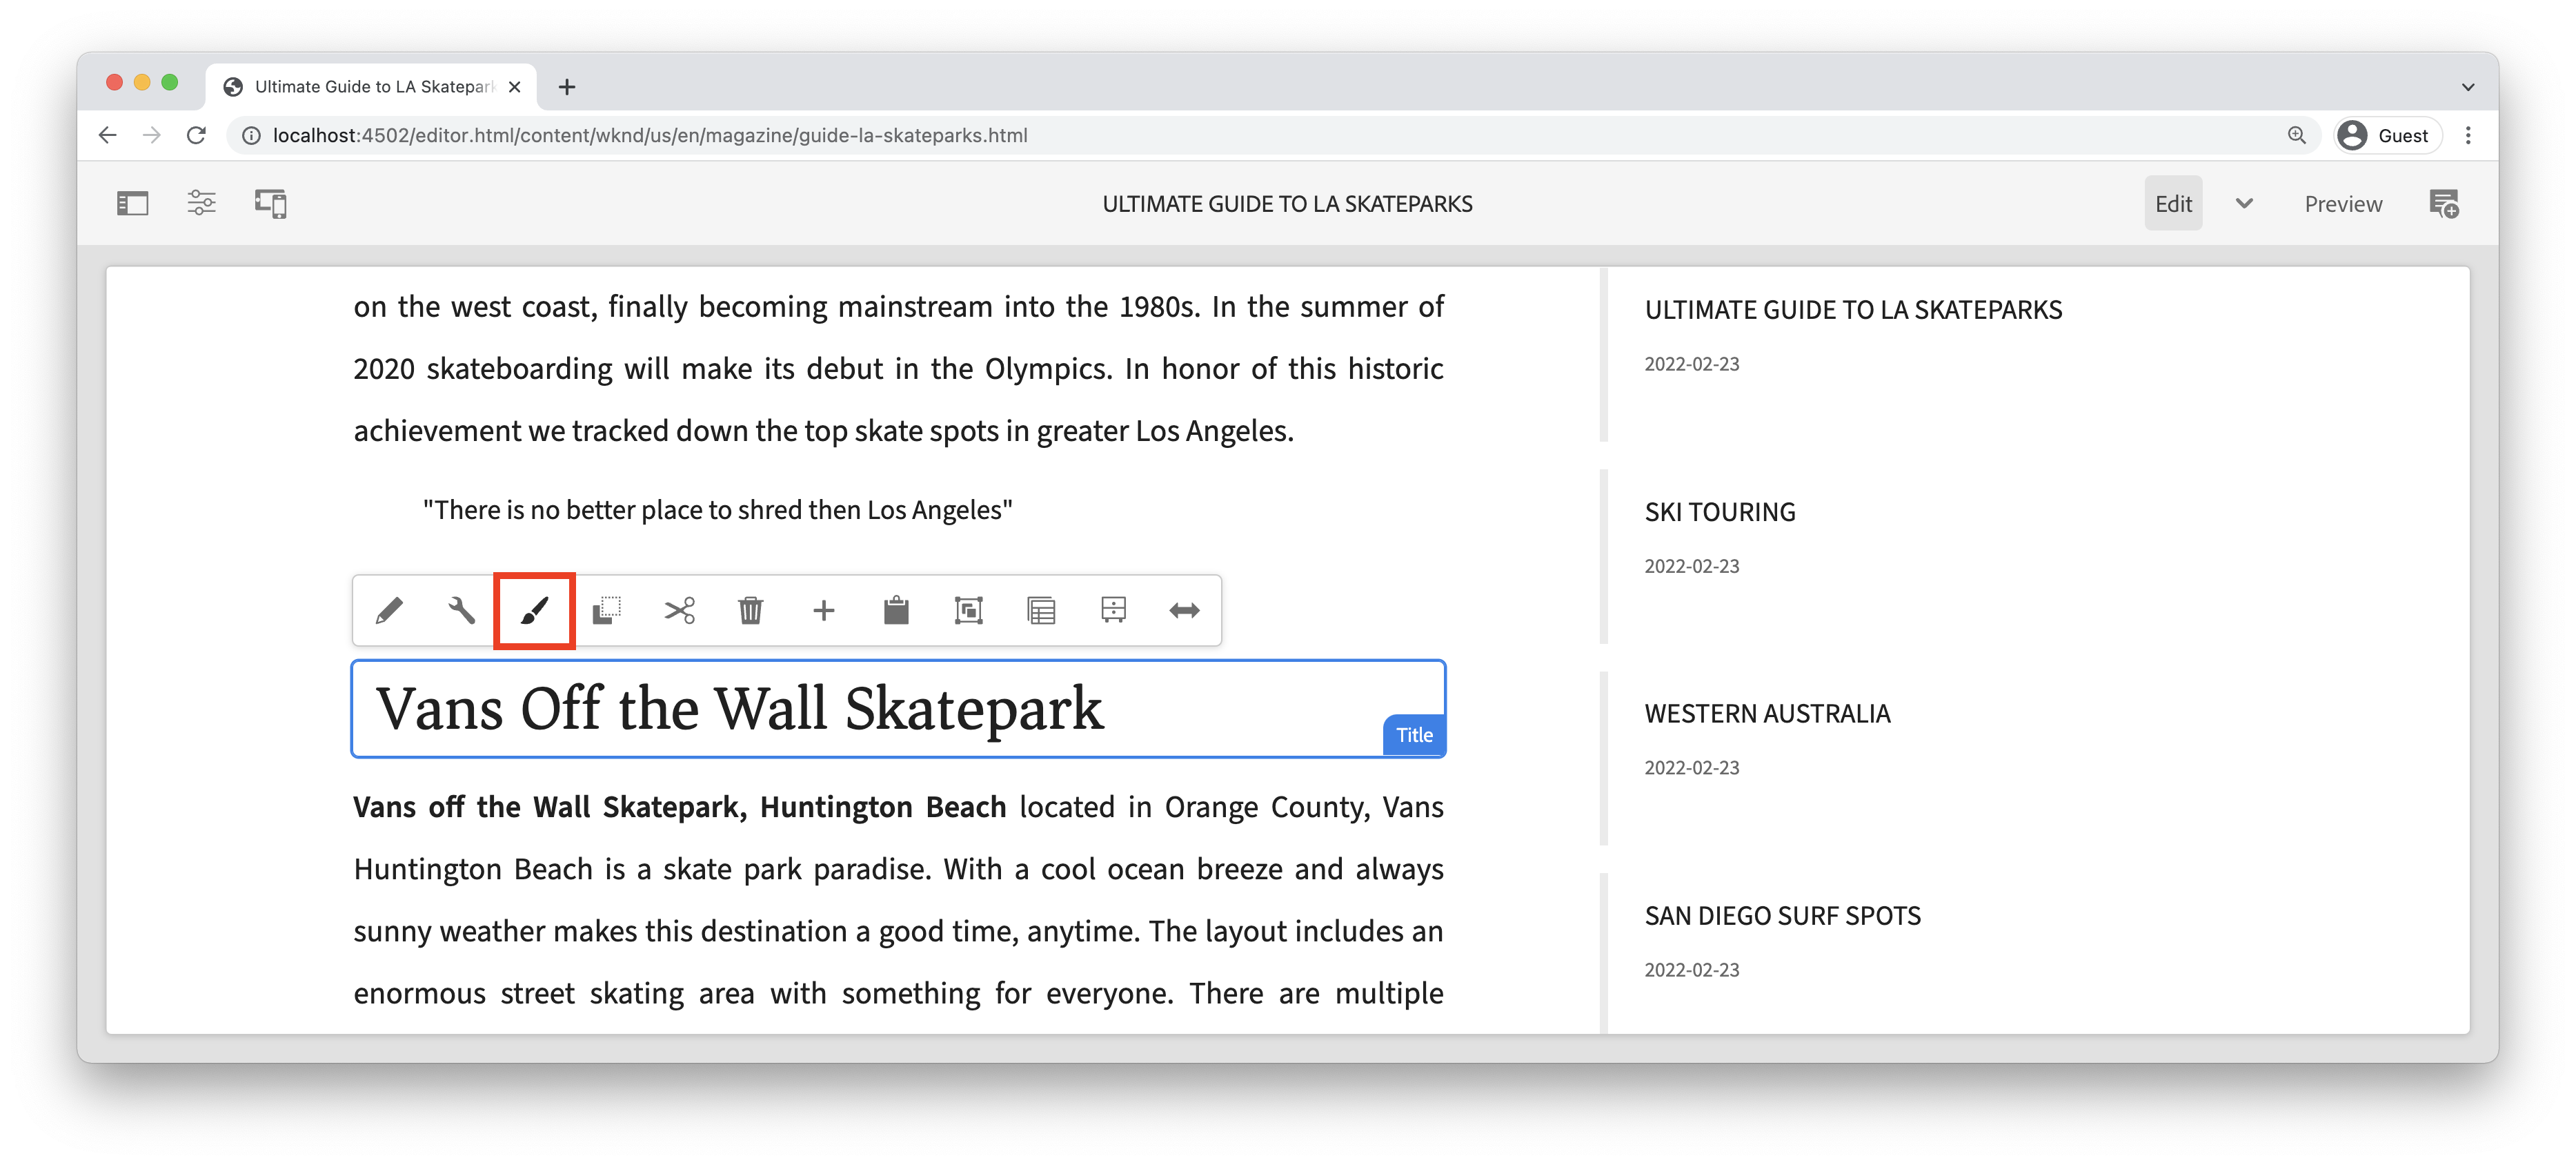 Ultimate Guide to LA Skatepark
localhost:4502/editor.html/content/wknd/us/en/magazine/guide-la-skateparks.html
Guest
ULTIMATE GUIDE TO LA SKATEPARKS
Edit
Preview
on the west coast, finally becoming mainstream into the 1980s. In the summer of
2020 skateboarding will make its debut in the Olympics. In honor of this historic
achievement we tracked down the top skate spots in greater Los Angeles.
"There is no better place to shred then Los Angeles"
Vans Off the Wall Skatepark
Title
Vans off the Wall Skatepark, Huntington Beach located in Orange County, Vans
Huntington Beach is a skate park paradise. With a cool ocean breeze and always
sunny weather makes this destination a good time, anytime. The layout includes an
enormous street skating area with something for everyone. There are multiple
ULTIMATE GUIDE TO LA SKATEPARKS
2022-02-23
SKI TOURING
2022-02-23
WESTERN AUSTRALIA
2022-02-23
SAN DIEGO SURF SPOTS
2022-02-23